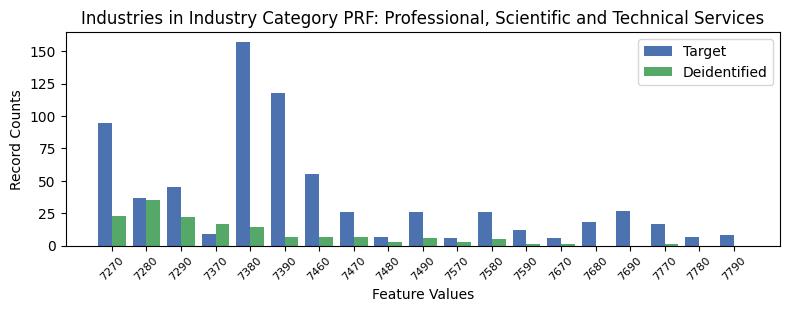 Industries in Industry Category PRF: Professional, Scientific and Technical Services
Record Counts
150
125
100
75
50
25
0
Target
Deidentified
7270 7280 7290 7370 7380 7390 7460 7470 7480 7490 7570 7580 7590 7670 7680 7690 7770 7780 7790
Feature Values